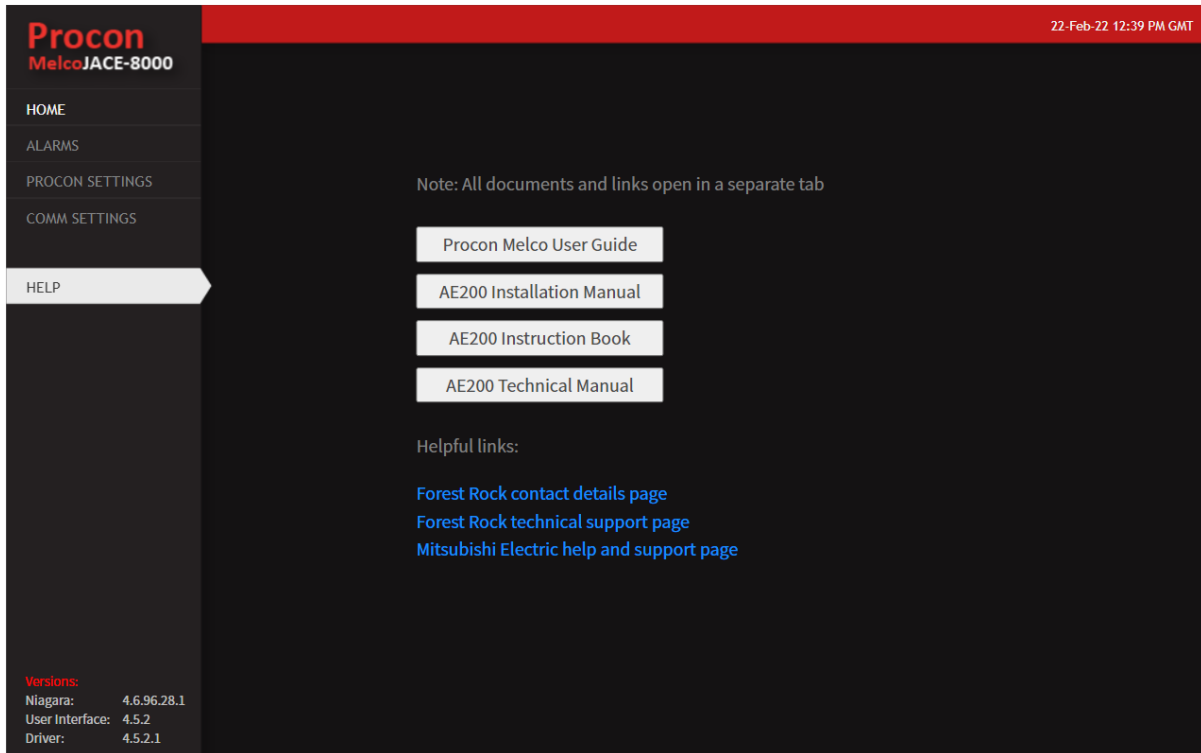 Procon
MelcoJACE-8000
22-Feb-22 12:39 PM GMT
HOME
ALARMS
PROCON SETTINGS
COMM SETTINGS
HELP
Note: All documents and links open in a separate tab
Procon Melco User Guide
AE200 Installation Manual
AE200 Instruction Book
AE200 Technical Manual
Helpful links:
Forest Rock contact details page
Forest Rock technical support page
Mitsubishi Electric help and support page
Versions:
Niagara: 4.6.96.28.1
User Interface: 4.5.2
Driver: 4.5.2.1